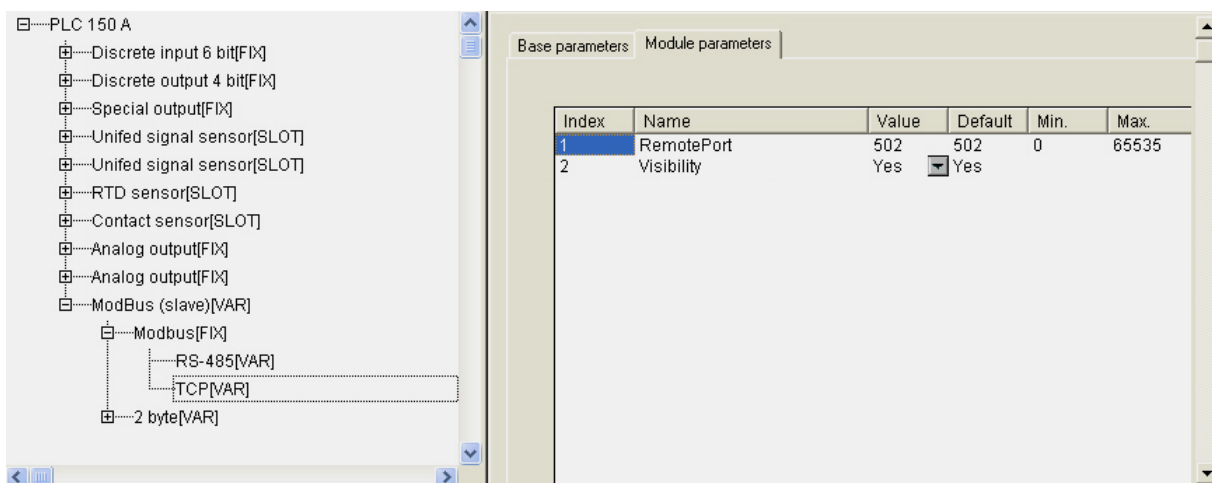 PLC 150 A
Discrete input 6 bit[FIX]
Discrete output 4 bit[FIX]
Special output[FIX]
Unifed signal sensor[SLOT]
Unifed signal sensor[SLOT]
RTD sensor[SLOT]
Contact sensor[SLOT]
Analog output[FIX]
Analog output[FIX]
ModBus (slave)[VAR]
Modbus[FIX]
RS-485[VAR]
TCP[VAR]
2 byte[VAR]
Base parameters Module parameters
Index Name Value Default Min. Max.
1 RemotePort 502 502 0 65535
2 Visibility Yes Yes